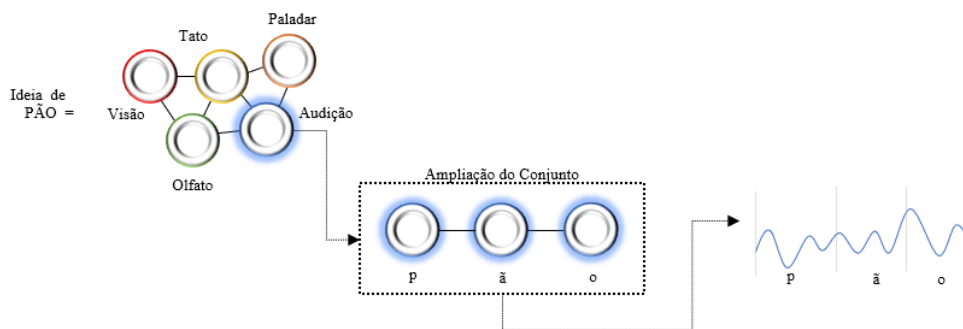 Paladar
Tato
Ideia de
PÃO =
Visão
Audição
Olfato
Ampliação do Conjunto
p ã o
p ã o